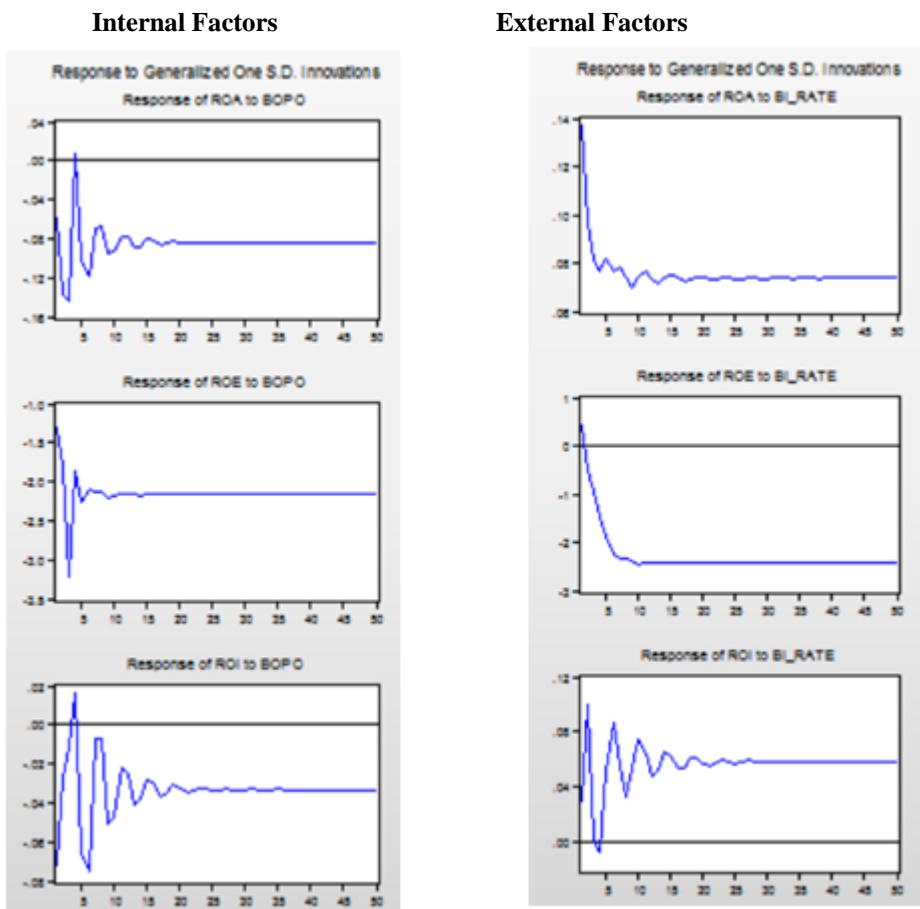 Internal Factors
External Factors
Response to Generalized One S.D. Innovations
Response of ROA to BOPO
.04
.00
-.04
-.08
-.12
-.16
5 10 15 20 25 30 35 40 45 50
Response of ROE to BOPO
-1.0
-1.5
-2.0
-2.5
-3.0
-3.5
5 10 15 20 25 30 35 40 45 50
Response of ROI to BOPO
.02
.00
-.02
-.04
-.06
-.08
5 10 15 20 25 30 35 40 45 50
Response to Generalized One S.D. Innovations
Response of ROA to BI_RATE
.14
.12
.10
.08
.06
5 10 15 20 25 30 35 40 45 50
Response of ROE to BI_RATE
1
0
-1
-2
-3
5 10 15 20 25 30 35 40 45 50
Response of ROI to BI_RATE
.12
.08
.04
.00
5 10 15 20 25 30 35 40 45 50